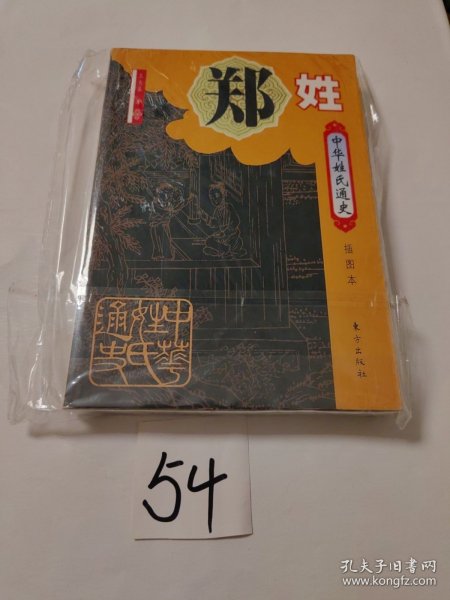 郑姓
中华姓氏通史
插图本
东方出版社
中華姓氏通史
54
孔夫子旧书网
www.kongfz.com